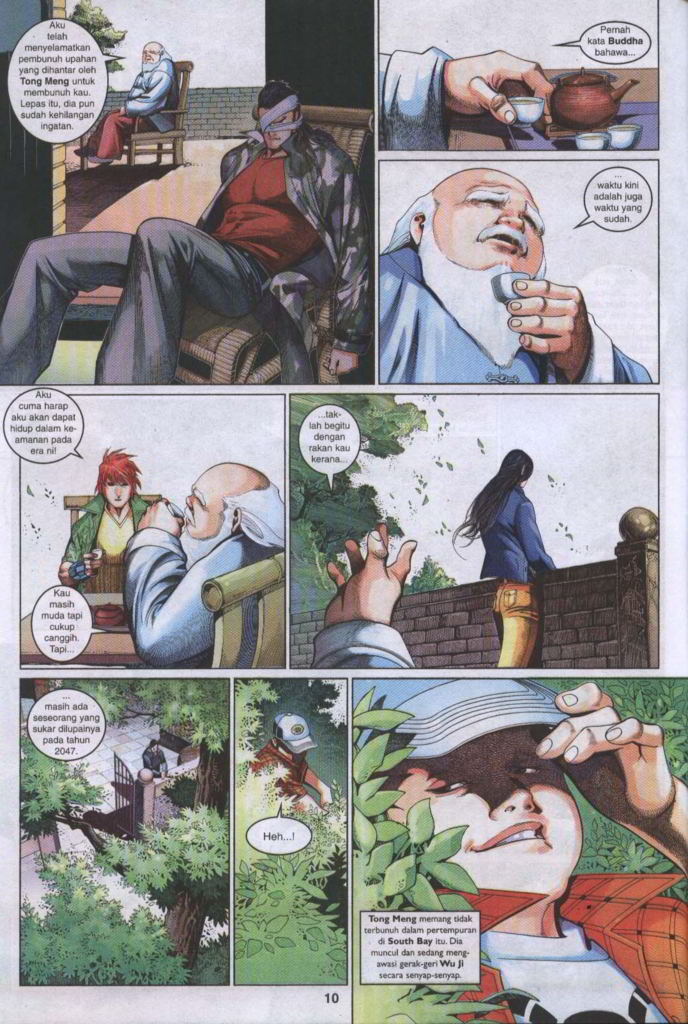 Aku
telah
menyelamatkan
pembunuh upahan
yang dihantar oleh
Tong Meng untuk
membunuh kau.
Lepas itu, dia pun
sudah kehilangan
ingatan.
Pernah
kata Buddha
bahawa...
...
waktu kini
adalah juga
waktu yang
sudah.
Aku
cuma harap
aku akan dapat
hidup dalam ke-
amanan pada
era ni!
Kau
masih
muda tapi
cukup
canggih.
Tapi...
...tak-
lah begitu
dengan
rakan kau
kerana...
...
masih ada
seseorang yang
sukar dilupainya
pada tahun
2047.
Heh...!
Tong Meng memang tidak
terbunuh dalam pertempuran
di South Bay itu. Dia
muncul dan sedang meng-
awasi gerak-geri Wu Ji
secara senyap-senyap.
10